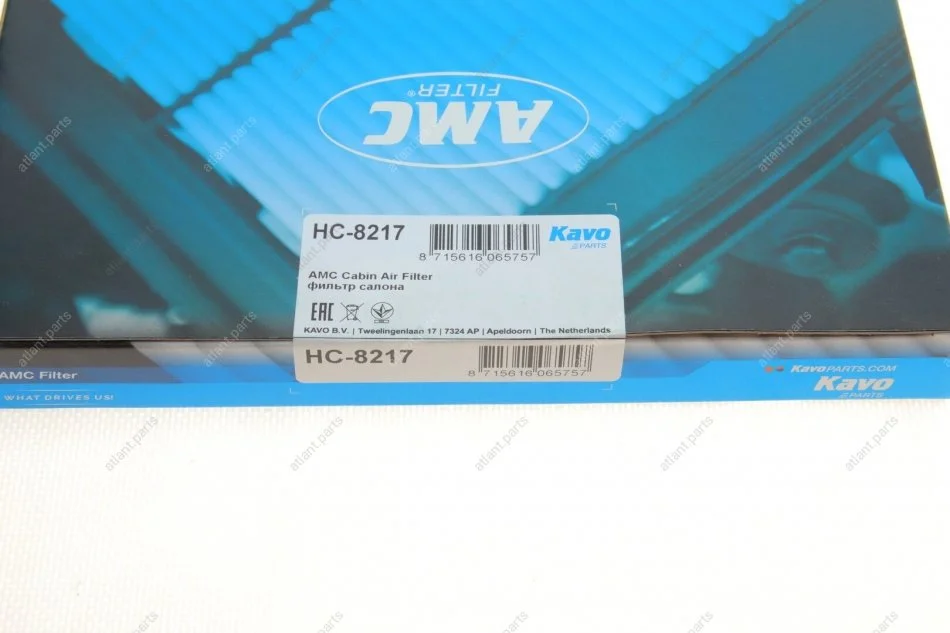 AMC
FILTER®
HC-8217
8 715616 065757
Kavo
PARTS
AMC Cabin Air Filter
фильтр салона
EAC
KAVO B.V. | Tweelingenlaan 17 | 7324 AP | Apeldoorn | The Netherlands
HC-8217
8 715616 065757
AMC Filter
WHAT DRIVES US!
KAVOPARTS.COM
Kavo
PARTS
atlant.parts